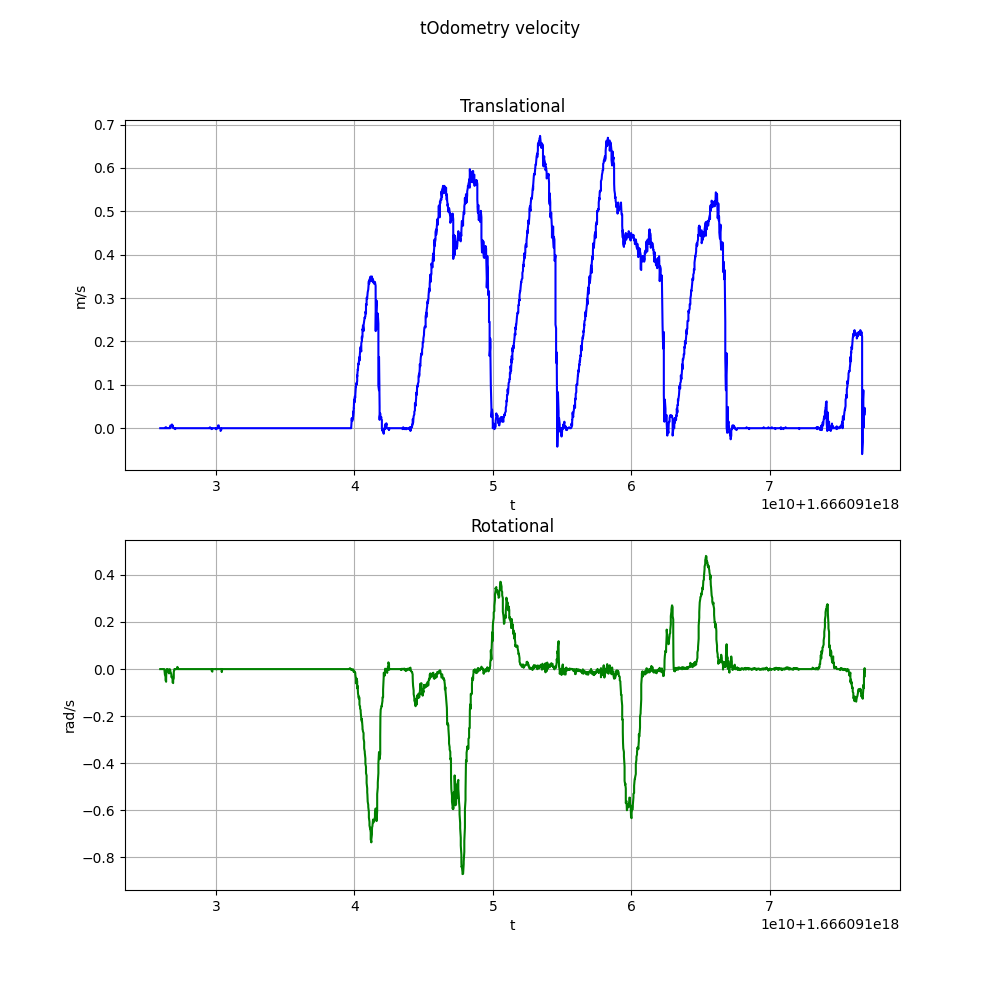 tOdometry velocity
Translational
0.7
0.6
0.5
0.4
0.3
0.2
0.1
0.0
m/s
3 4 5 6 7
t
1e10+1.666091e18
Rotational
0.4
0.2
0.0
−0.2
−0.4
−0.6
−0.8
rad/s
3 4 5 6 7
t
1e10+1.666091e18